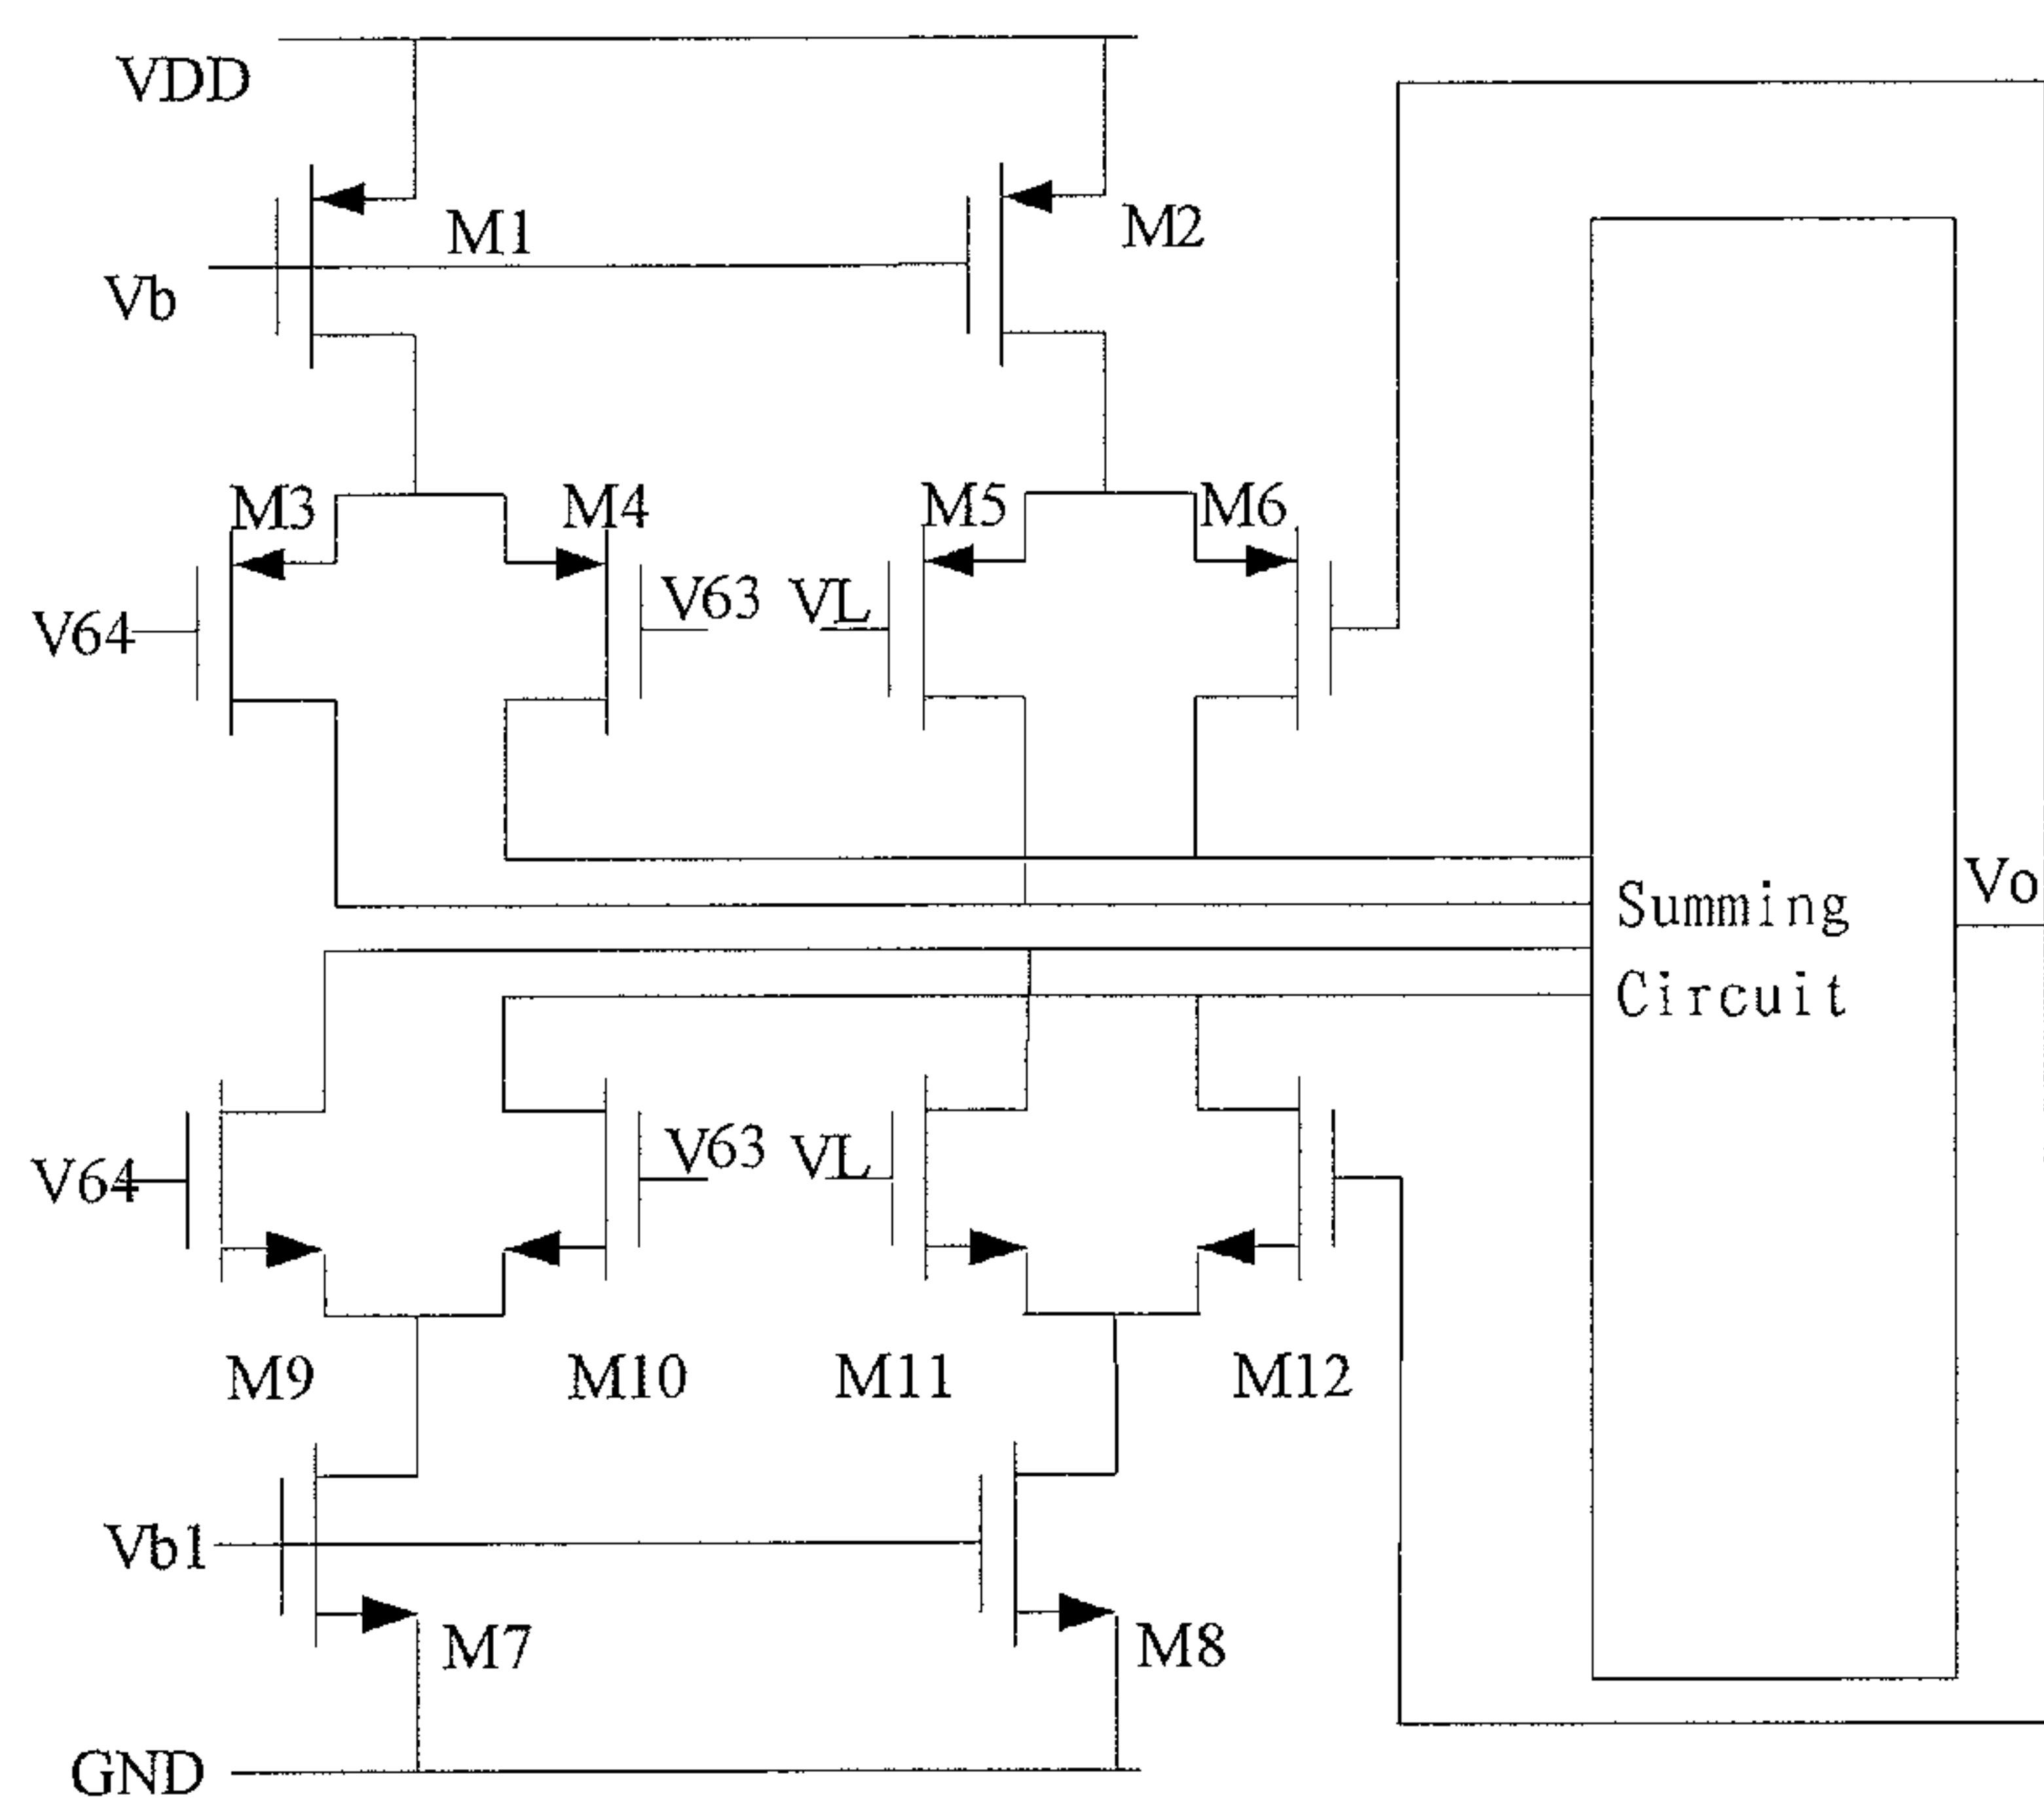 VDD
M1
M2
Vb
M3
M4
M5
M6
V64
V63
VL
Vo
Summing
Circuit
V64
V63
VL
M9
M10
M11
M12
Vb1
M7
M8
GND